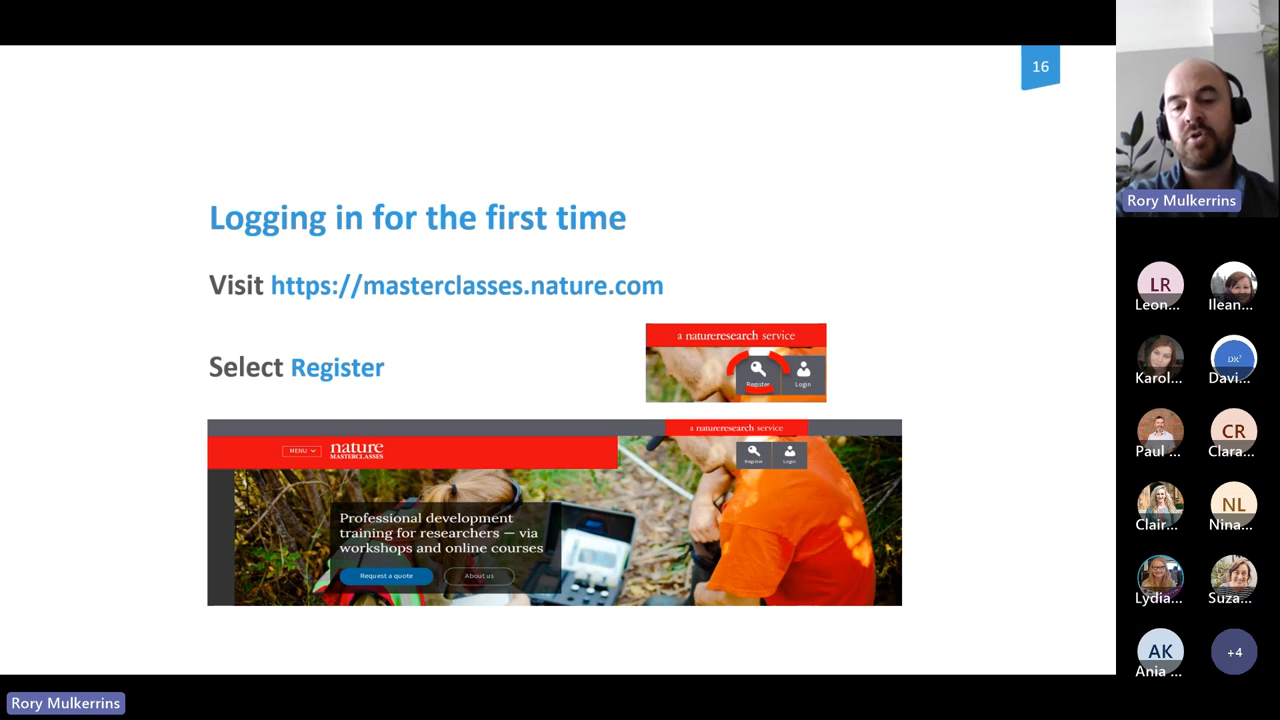 16
Logging in for the first time
Visit https://masterclasses.nature.com
Select Register
a natureresearch service
Register
Login
a natureresearch service
MENU
nature
MASTERCLASSES
Register
Login
Professional development
training for researchers — via
workshops and online courses
Request a quote
About us
Rory Mulkerrins
LR
Leon...
Ilean...
Karol...
DR
Davi...
Paul ...
CR
Clara...
Clair...
NL
Nina...
Lydia...
Suza...
AK
Ania ...
+4
Rory Mulkerrins